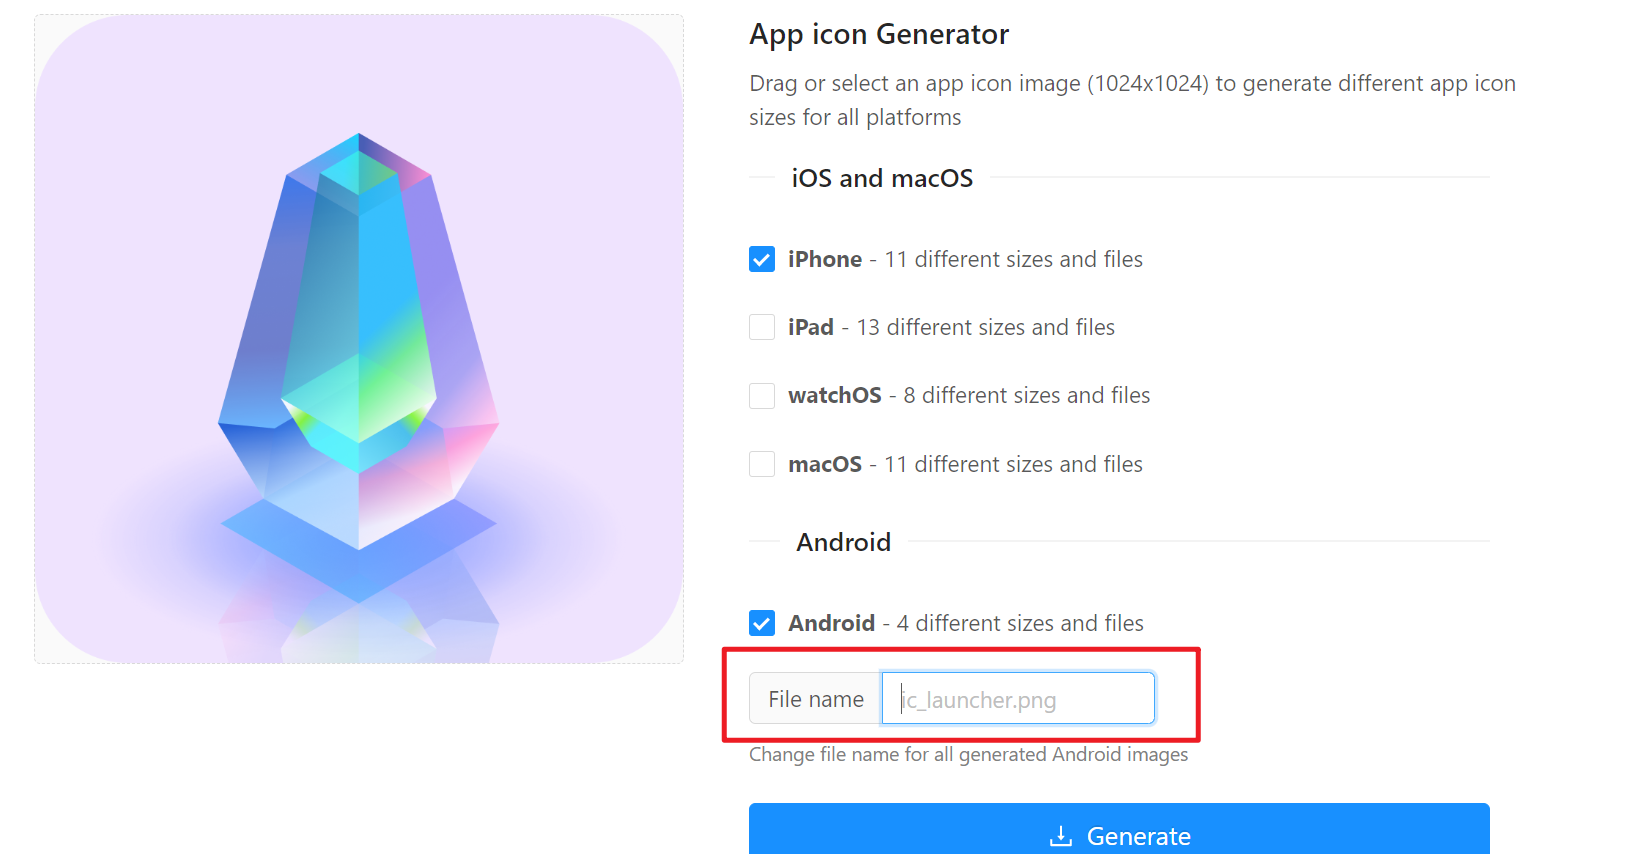 App icon Generator
Drag or select an app icon image (1024x1024) to generate different app icon
sizes for all platforms
iOS and macOS
iPhone - 11 different sizes and files
iPad - 13 different sizes and files
watchOS - 8 different sizes and files
macOS - 11 different sizes and files
Android
Android - 4 different sizes and files
File name ic_launcher.png
Change file name for all generated Android images
Generate